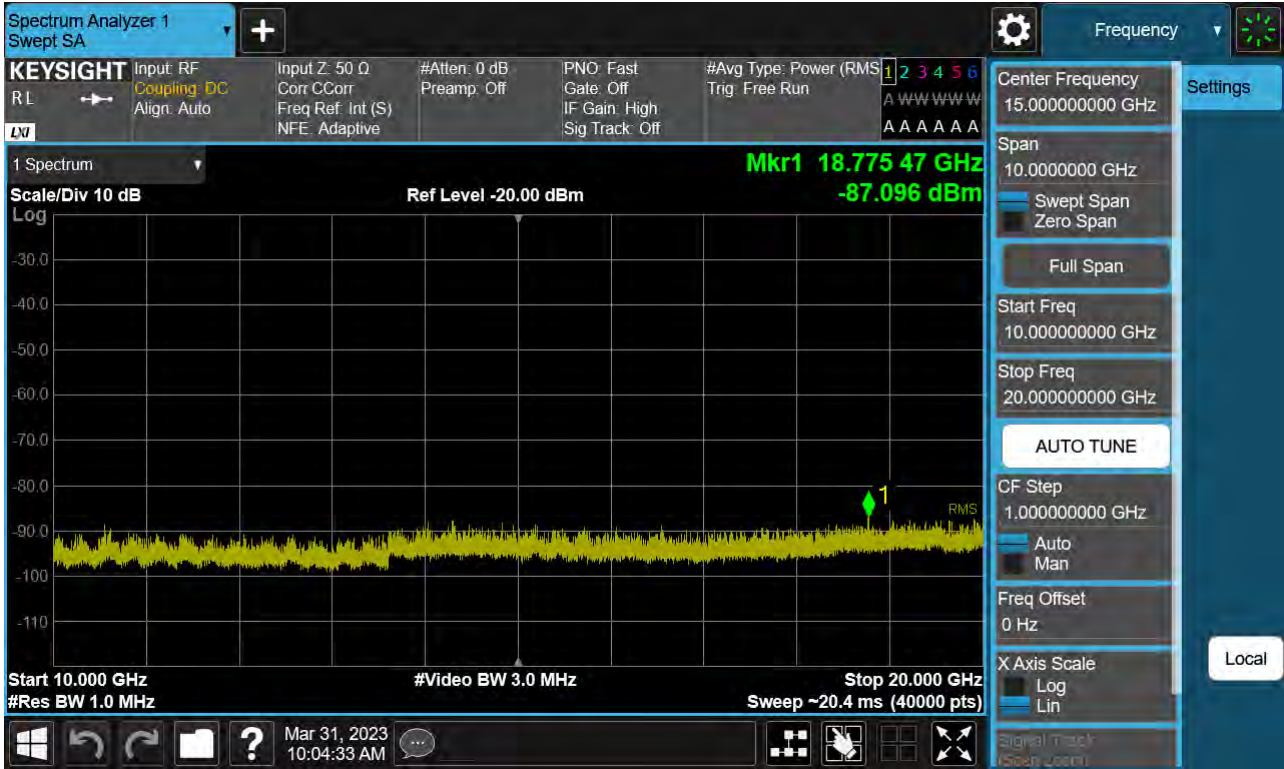 Spectrum Analyzer 1
Swept SA
+
Frequency
KEYSIGHT
RL
LXI
Input: RF
Coupling: DC
Align: Auto
Input Z: 50 Ω
Corr CCorr
Freq Ref: Int (S)
NFE: Adaptive
#Atten: 0 dB
Preamp: Off
PNO: Fast
Gate: Off
IF Gain: High
Sig Track: Off
#Avg Type: Power (RMS
Trig: Free Run
1 2 3 4 5 6
A W W W W W
A A A A A A
Center Frequency
15.000000000 GHz
Settings
1 Spectrum
Mkr1 18.775 47 GHz
Scale/Div 10 dB
Ref Level -20.00 dBm
-87.096 dBm
Log
-30.0
-40.0
-50.0
-60.0
-70.0
-80.0
-90.0
-100
-110
1
RMS
Span
10.0000000 GHz
Swept Span
Zero Span
Full Span
Start Freq
10.000000000 GHz
Stop Freq
20.000000000 GHz
AUTO TUNE
CF Step
1.000000000 GHz
Auto
Man
Freq Offset
0 Hz
X Axis Scale
Log
Lin
Signal Track
(Span Zoom)
Local
Start 10.000 GHz
#Video BW 3.0 MHz
Stop 20.000 GHz
#Res BW 1.0 MHz
Sweep ~20.4 ms (40000 pts)
?
Mar 31, 2023
10:04:33 AM